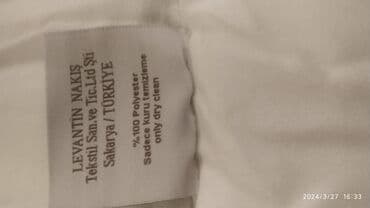 LEVANTIN NAKIŞ
Tekstil San.ve Tic.Ltd Şti
Sakarya / TÜRKİYE
%100 Polyester
Sadece kuru temizleme
only dry clean
2024/3/27 16:33